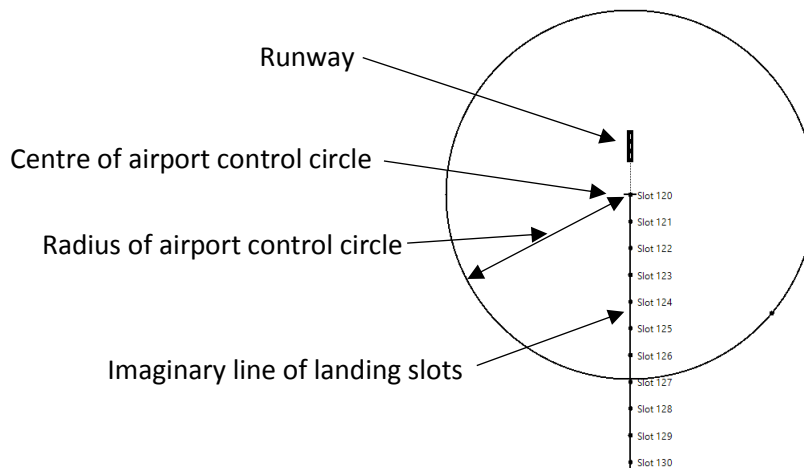 Runway
Centre of airport control circle
Slot 120
Slot 121
Radius of airport control circle
Slot 122
Slot 123
Slot 124
Slot 125
Imaginary line of landing slots
Slot 126
Slot 127
Slot 128
Slot 129
Slot 130